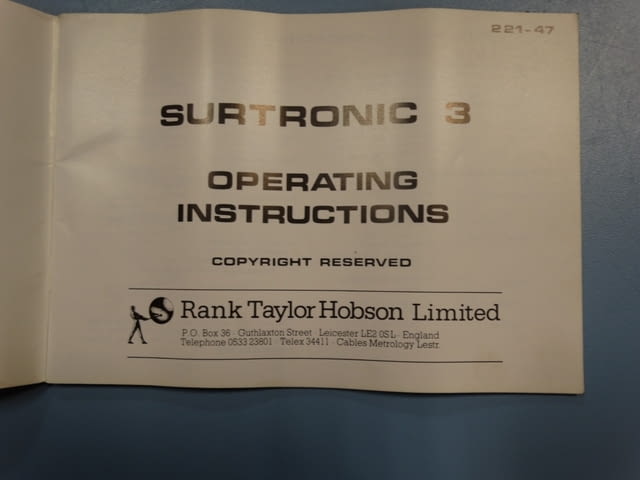 221-47
SURTRONIC 3
OPERATING
INSTRUCTIONS
COPYRIGHT RESERVED
Rank Taylor Hobson Limited
P.O. Box 36 · Guthlaxton Street · Leicester LE2 0SL · England
Telephone 0533 23801 · Telex 34411 · Cables Metrology Lestr.